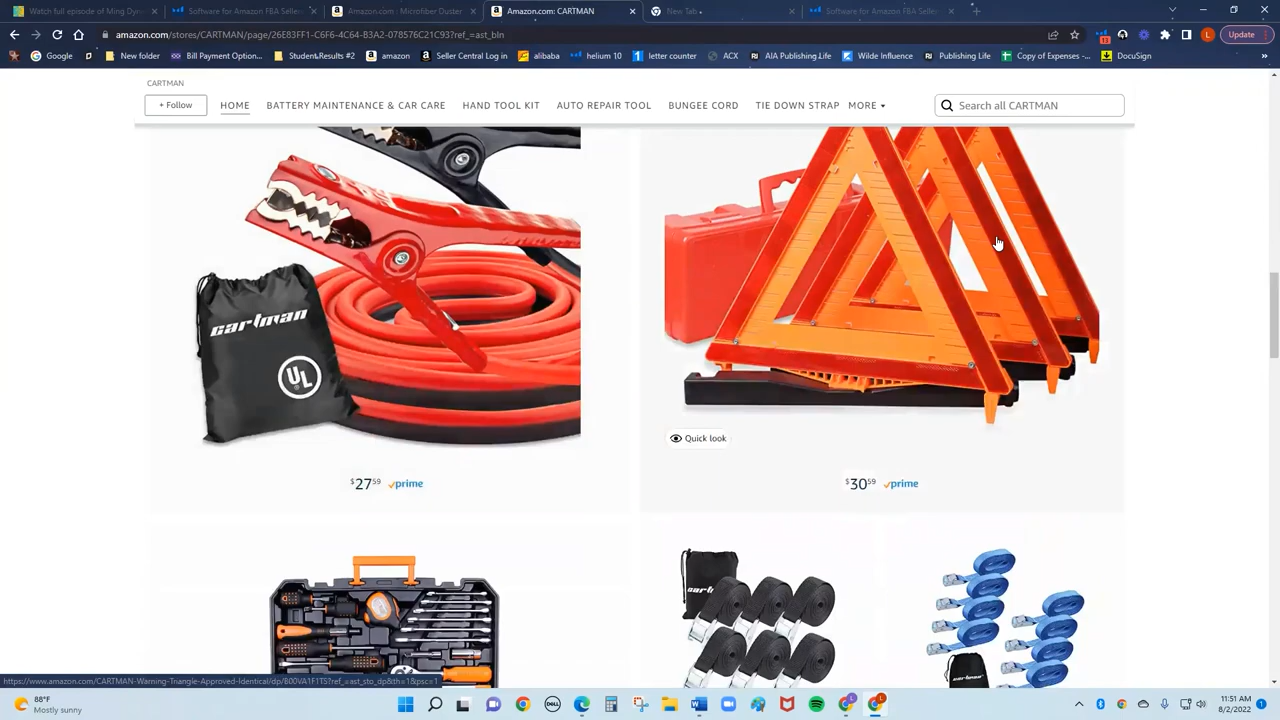 Watch full episode of Ming Dyn
Software for Amazon FBA Selle
Amazon.com : Microfiber Duster
Amazon.com: CARTMAN
New Tab
Software for Amazon FBA Seller
amazon.com/stores/CARTMAN/page/26E83FF1-C6F6-4C64-B3A2-078576C21C93?ref_=ast_bln
Update
Google
New folder
Bill Payment Option...
Student&Results #2
amazon
Seller Central Log in
alibaba
helium 10
letter counter
ACX
AIA Publishing.Life
Wilde Influence
Publishing Life
Copy of Expenses -...
DocuSign
CARTMAN
+ Follow
HOME
BATTERY MAINTENANCE & CAR CARE
HAND TOOL KIT
AUTO REPAIR TOOL
BUNGEE CORD
TIE DOWN STRAP
MORE
Search all CARTMAN
cartman
UL
Quick look
$27 59 prime
$30 59 prime
https://www.amazon.com/CARTMAN-Warning-Triangle-Approved-Identical/dp/B00VA1F1TS?ref_=ast_sto_dp&th=1&psc=1
88°F
Mostly sunny
DELL
11:51 AM
8/2/2022